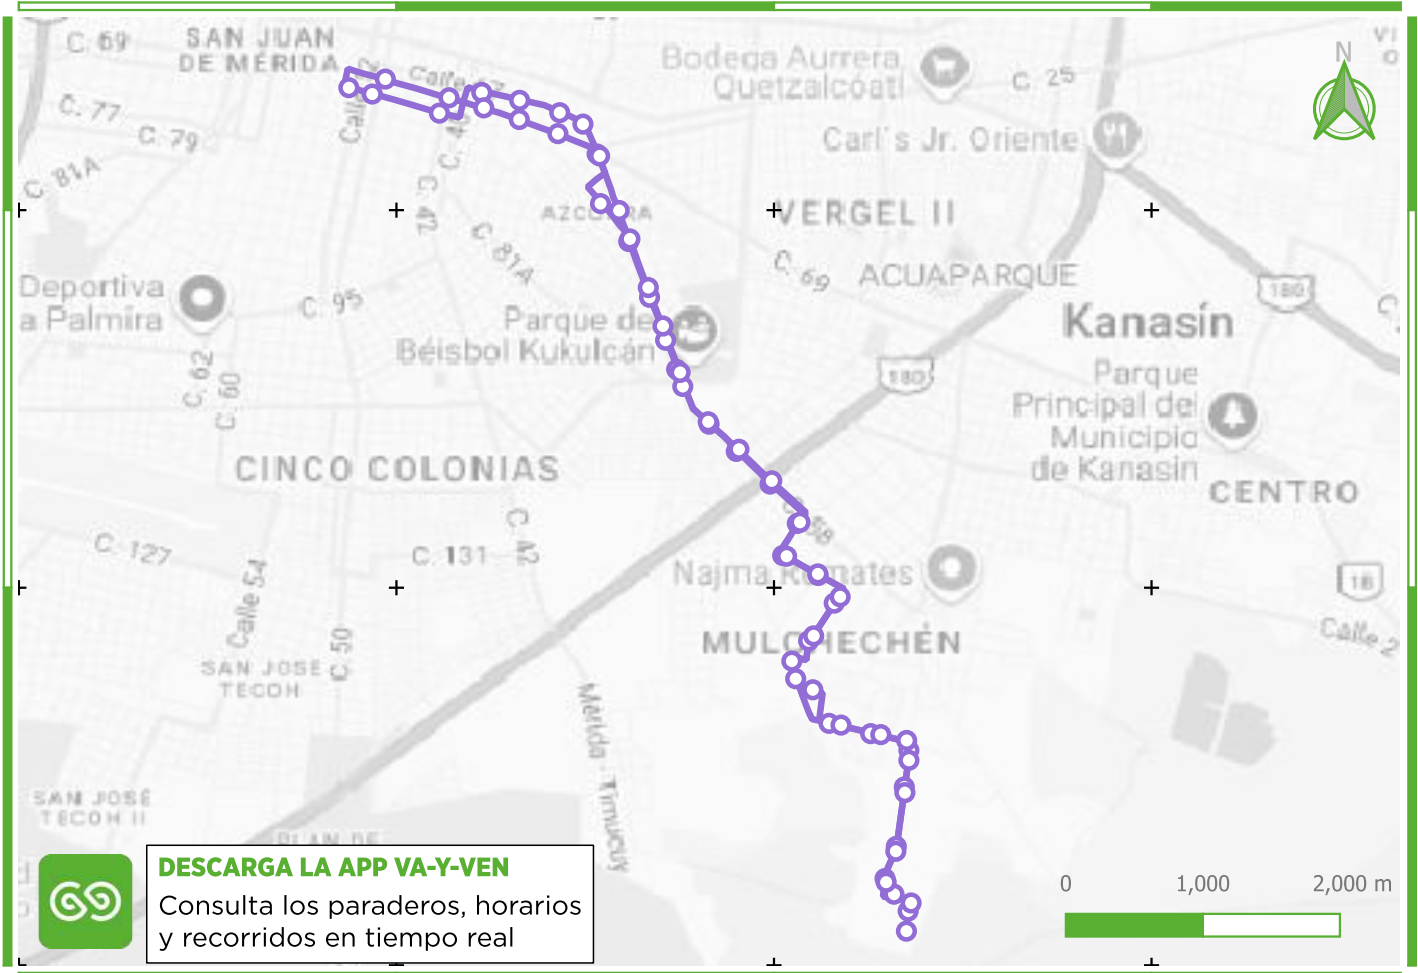 C. 69
SAN JUAN
DE MÉRIDA
C. 77
C. 79
C. 81A
C. 42
AZCORRA
C. 81A
Bodega Aurrera
Quetzalcóatl
C. 25
Carl's Jr. Oriente
N
VERGEL II
C. 69
ACUAPARQUE
180
180
Kanasín
Deportiva
a Palmira
C. 95
Parque de
Béisbol Kukulcán
C. 62
C. 60
Parque
Principal del
Municipio
de Kanasín
CENTRO
CINCO COLONIAS
C. 127
C. 131
C. 42
Calle 54
C. 50
Najma Remates
MULCHECHÉN
18
Calle 2
SAN JOSÉ
TECOH
Mérida - Timucuy
SAN JOSÉ
TECOH II
PLAN DE
DESCARGA LA APP VA-Y-VEN
Consulta los paraderos, horarios
y recorridos en tiempo real
0 1,000 2,000 m